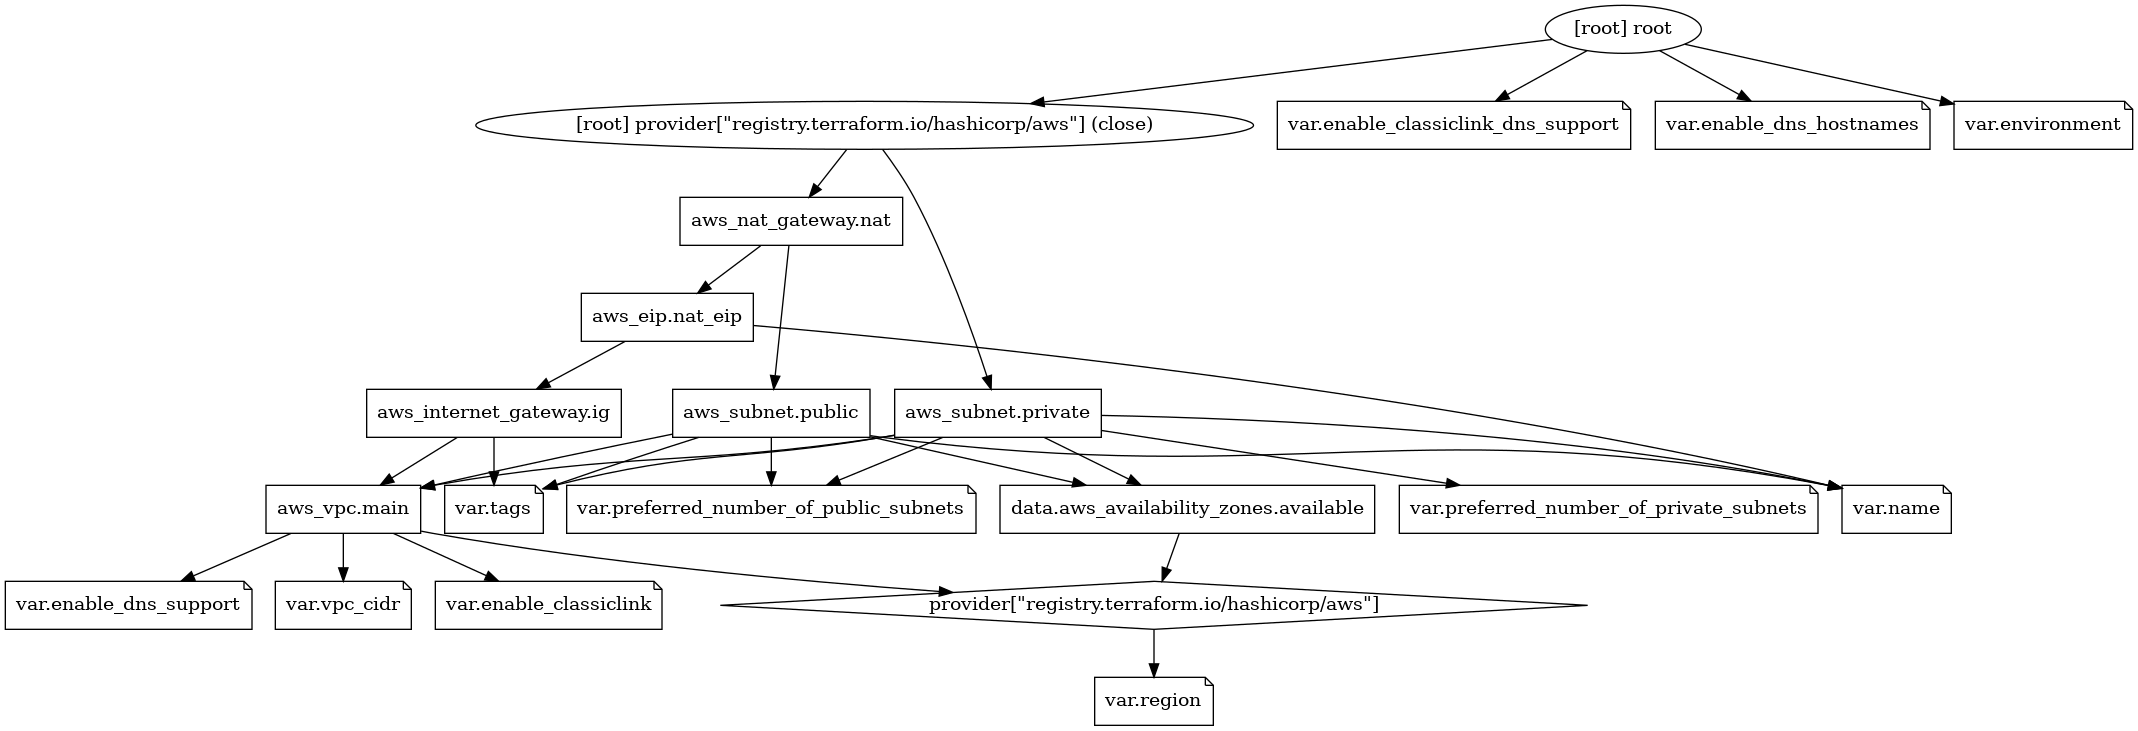 [root] root
[root] provider["registry.terraform.io/hashicorp/aws"] (close)
var.enable_classiclink_dns_support
var.enable_dns_hostnames
var.environment
aws_nat_gateway.nat
aws_eip.nat_eip
aws_internet_gateway.ig
aws_subnet.public
aws_subnet.private
aws_vpc.main
var.tags
var.preferred_number_of_public_subnets
data.aws_availability_zones.available
var.preferred_number_of_private_subnets
var.name
var.enable_dns_support
var.vpc_cidr
var.enable_classiclink
provider["registry.terraform.io/hashicorp/aws"]
var.region